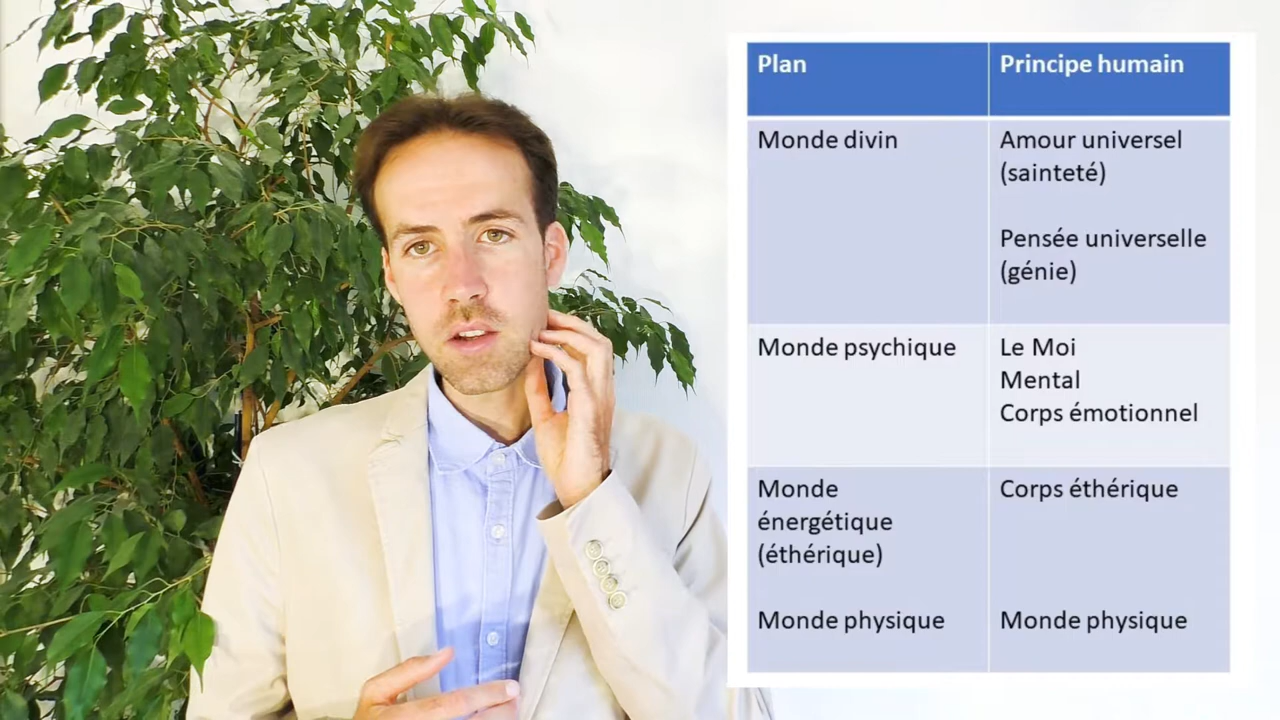 Plan
Principe humain
Monde divin
Amour universel
(sainteté)
Pensée universelle
(génie)
Monde psychique
Le Moi
Mental
Corps émotionnel
Monde
énergétique
(éthérique)
Corps éthérique
Monde physique
Monde physique